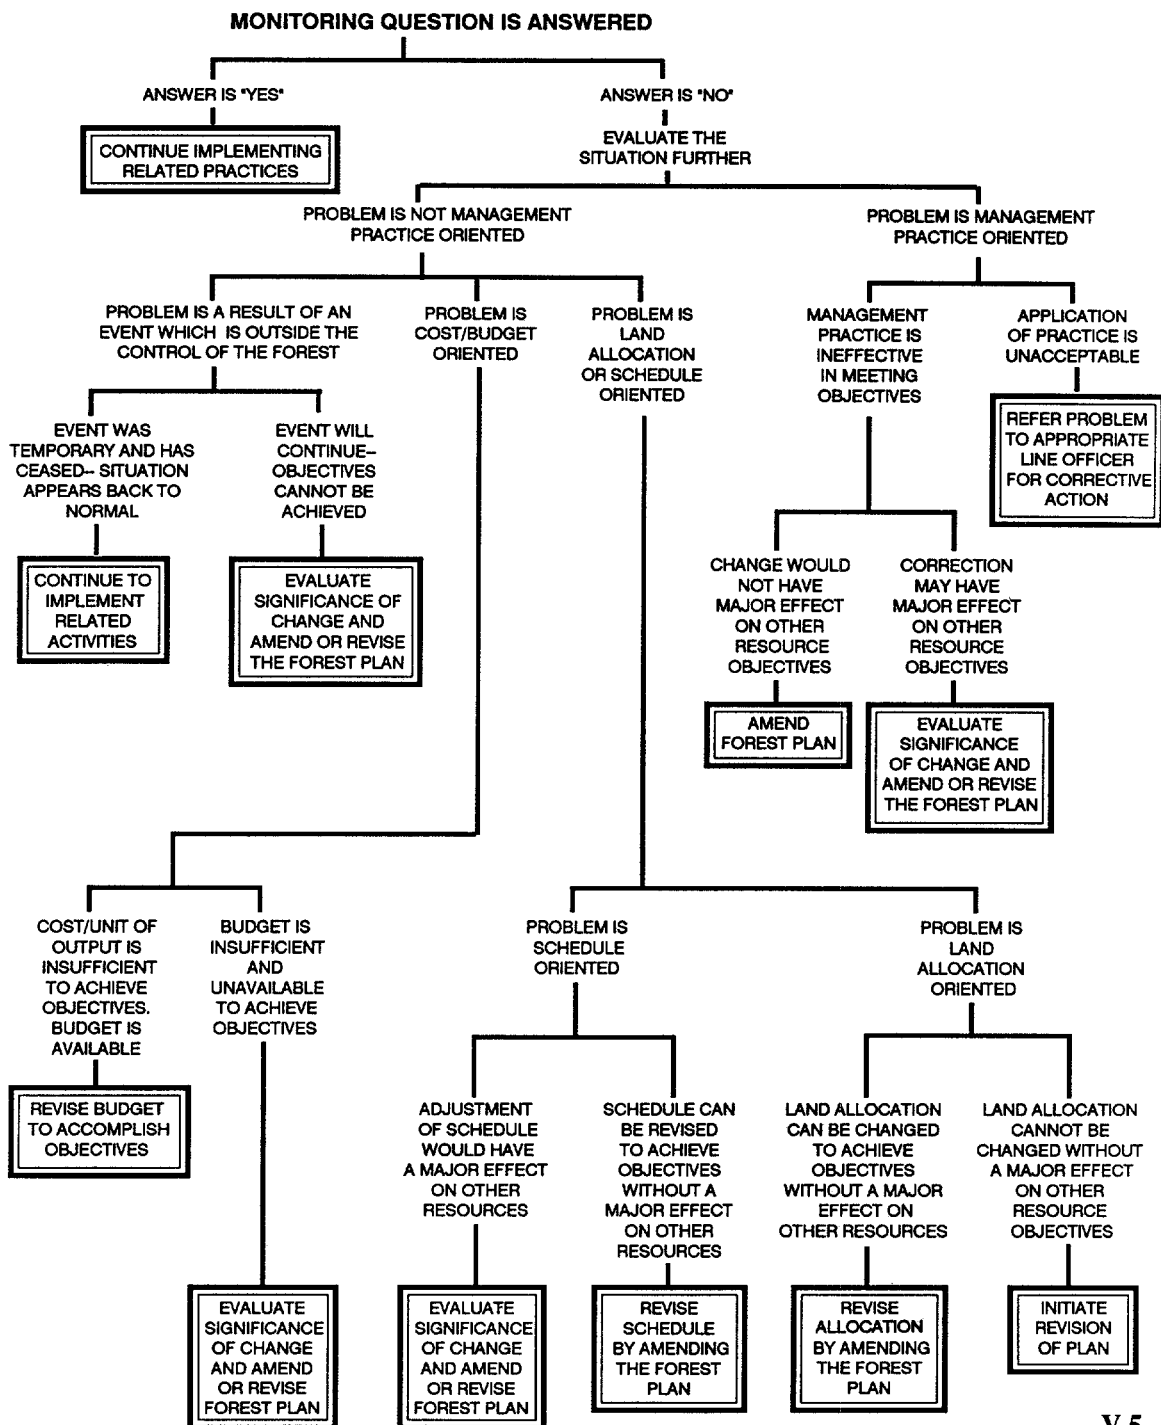 MONITORING QUESTION IS ANSWERED
ANSWER IS "YES"
CONTINUE IMPLEMENTING
RELATED PRACTICES
ANSWER IS "NO"
EVALUATE THE
SITUATION FURTHER
PROBLEM IS NOT MANAGEMENT
PRACTICE ORIENTED
PROBLEM IS MANAGEMENT
PRACTICE ORIENTED
PROBLEM IS A RESULT OF AN
EVENT WHICH IS OUTSIDE THE
CONTROL OF THE FOREST
PROBLEM IS
COST/BUDGET
ORIENTED
PROBLEM IS
LAND
ALLOCATION
OR SCHEDULE
ORIENTED
MANAGEMENT
PRACTICE IS
INEFFECTIVE
IN MEETING
OBJECTIVES
APPLICATION
OF PRACTICE IS
UNACCEPTABLE
REFER PROBLEM
TO APPROPRIATE
LINE OFFICER
FOR CORRECTIVE
ACTION
EVENT WAS
TEMPORARY AND HAS
CEASED-- SITUATION
APPEARS BACK TO
NORMAL
CONTINUE TO
IMPLEMENT
RELATED
ACTIVITIES
EVENT WILL
CONTINUE--
OBJECTIVES
CANNOT BE
ACHIEVED
EVALUATE
SIGNIFICANCE OF
CHANGE AND
AMEND OR REVISE
THE FOREST PLAN
CHANGE WOULD
NOT HAVE
MAJOR EFFECT
ON OTHER
RESOURCE
OBJECTIVES
AMEND
FOREST PLAN
CORRECTION
MAY HAVE
MAJOR EFFECT
ON OTHER
RESOURCE
OBJECTIVES
EVALUATE
SIGNIFICANCE
OF CHANGE AND
AMEND OR REVISE
THE FOREST PLAN
COST/UNIT OF
OUTPUT IS
INSUFFICIENT
TO ACHIEVE
OBJECTIVES.
BUDGET IS
AVAILABLE
REVISE BUDGET
TO ACCOMPLISH
OBJECTIVES
BUDGET IS
INSUFFICIENT
AND
UNAVAILABLE
TO ACHIEVE
OBJECTIVES
EVALUATE
SIGNIFICANCE
OF CHANGE
AND AMEND
OR REVISE
FOREST PLAN
PROBLEM IS
SCHEDULE
ORIENTED
PROBLEM IS
LAND
ALLOCATION
ORIENTED
ADJUSTMENT
OF SCHEDULE
WOULD HAVE
A MAJOR EFFECT
ON OTHER
RESOURCES
EVALUATE
SIGNIFICANCE
OF CHANGE
AND AMEND
OR REVISE
FOREST PLAN
SCHEDULE CAN
BE REVISED
TO ACHIEVE
OBJECTIVES
WITHOUT A
MAJOR EFFECT
ON OTHER
RESOURCES
REVISE
SCHEDULE
BY AMENDING
THE FOREST
PLAN
LAND ALLOCATION
CAN BE CHANGED
TO ACHIEVE
OBJECTIVES
WITHOUT A MAJOR
EFFECT ON
OTHER RESOURCES
REVISE
ALLOCATION
BY AMENDING
THE FOREST
PLAN
LAND ALLOCATION
CANNOT BE
CHANGED WITHOUT
A MAJOR EFFECT
ON OTHER
RESOURCE
OBJECTIVES
INITIATE
REVISION
OF PLAN
V-5